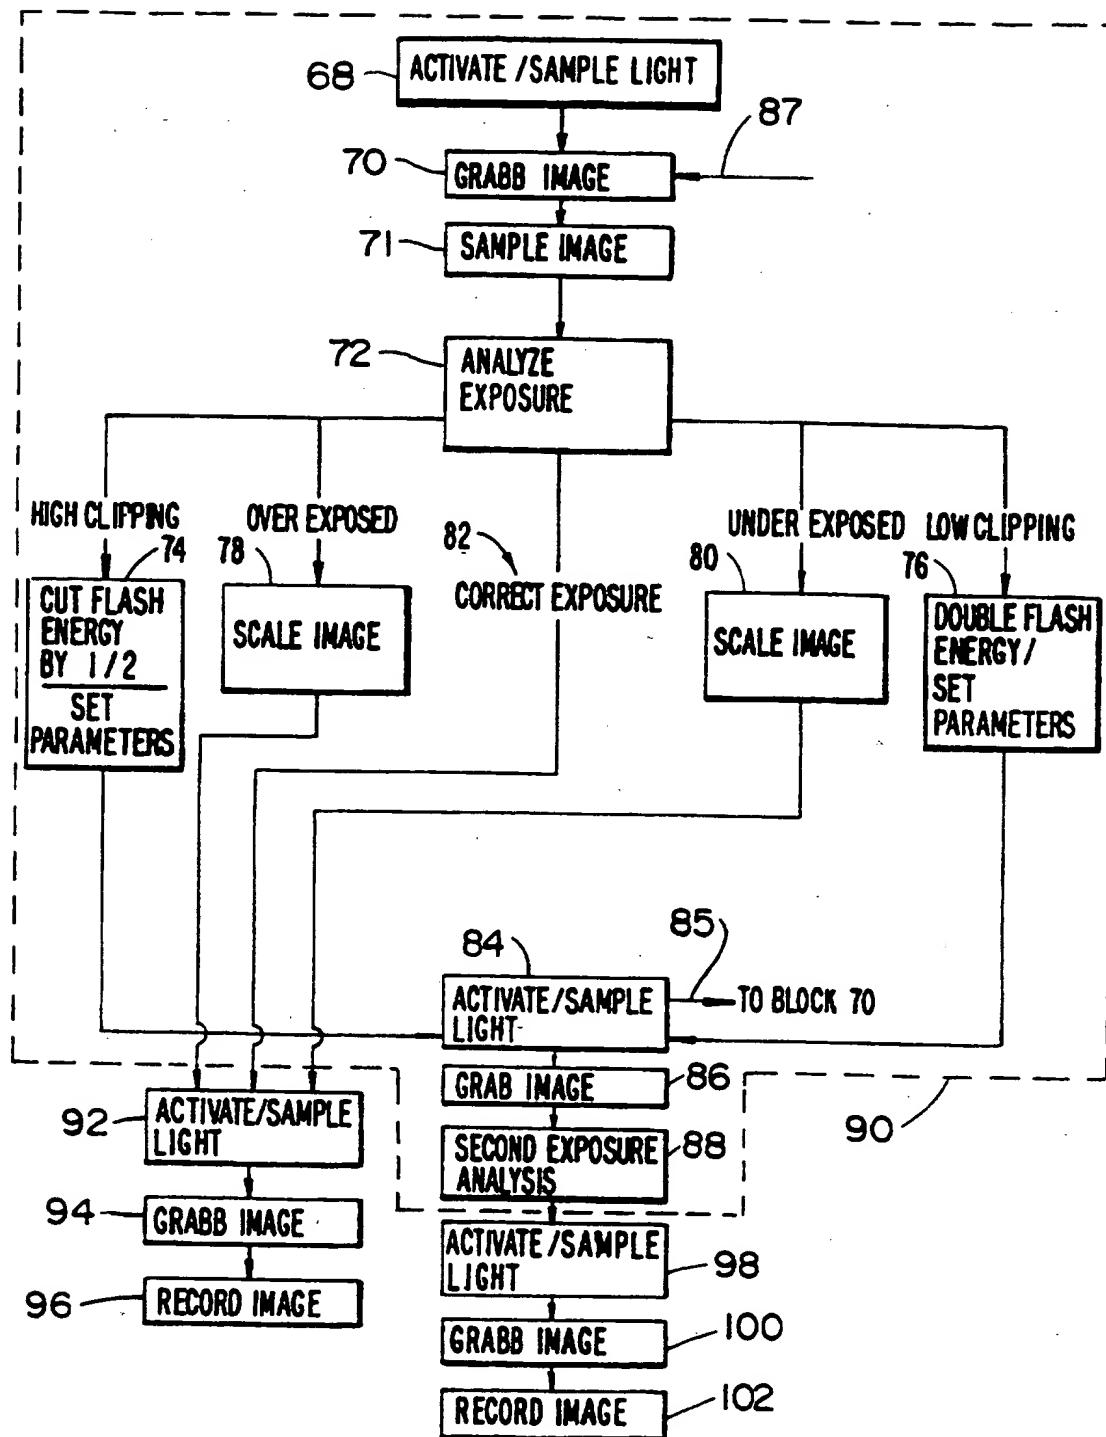 68
ACTIVATE/SAMPLE LIGHT
87
70
GRABB IMAGE
71
SAMPLE IMAGE
72
ANALYZE
EXPOSURE
HIGH CLIPPING
OVER EXPOSED
82
CORRECT EXPOSURE
UNDER EXPOSED
LOW CLIPPING
74
CUT FLASH
ENERGY
BY 1/2
SET
PARAMETERS
78
SCALE IMAGE
80
SCALE IMAGE
76
DOUBLE FLASH
ENERGY/
SET
PARAMETERS
84
ACTIVATE/SAMPLE
LIGHT
85
TO BLOCK 70
GRAB IMAGE
86
SECOND EXPOSURE
ANALYSIS
88
90
92
ACTIVATE/SAMPLE
LIGHT
94
GRABB IMAGE
96
RECORD IMAGE
ACTIVATE/SAMPLE
LIGHT
98
GRABB IMAGE
100
RECORD IMAGE
102